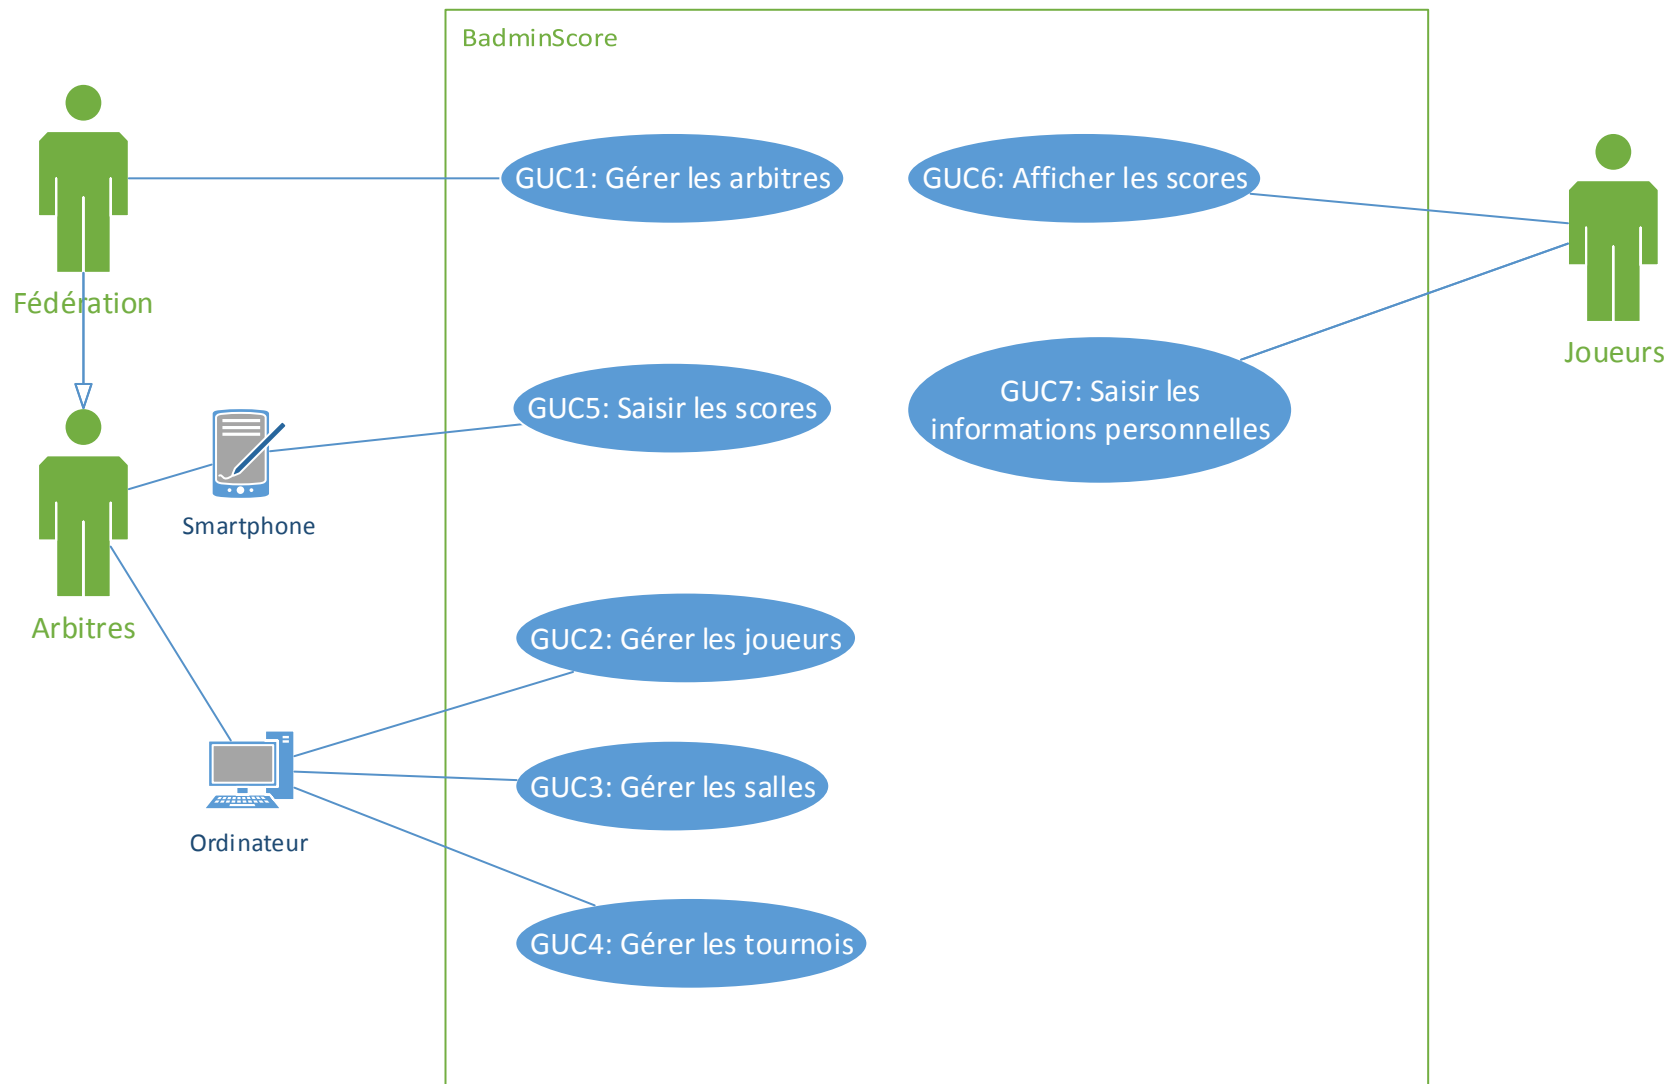 BadminScore
GUC1: Gérer les arbitres
GUC6: Afficher les scores
Fédération
Joueurs
GUC5: Saisir les scores
GUC7: Saisir les
informations personnelles
Smartphone
Arbitres
GUC2: Gérer les joueurs
GUC3: Gérer les salles
Ordinateur
GUC4: Gérer les tournois